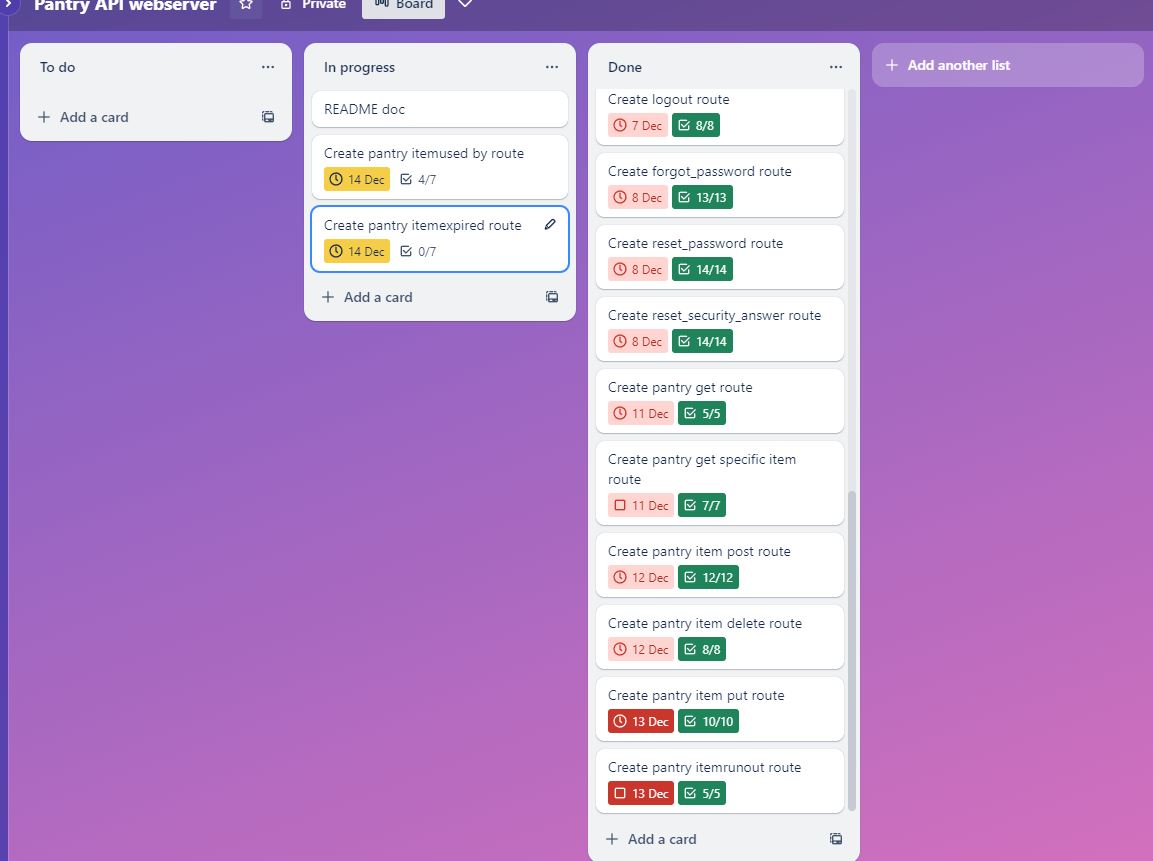 Pantry API webserver
Private
Board
To do
Add a card
In progress
README doc
Create pantry itemused by route
14 Dec 4/7
Create pantry itemexpired route
14 Dec 0/7
Add a card
Done
Create logout route
7 Dec 8/8
Create forgot_password route
8 Dec 13/13
Create reset_password route
8 Dec 14/14
Create reset_security_answer route
8 Dec 14/14
Create pantry get route
11 Dec 5/5
Create pantry get specific item
route
11 Dec 7/7
Create pantry item post route
12 Dec 12/12
Create pantry item delete route
12 Dec 8/8
Create pantry item put route
13 Dec 10/10
Create pantry itemrunout route
13 Dec 5/5
Add a card
Add another list